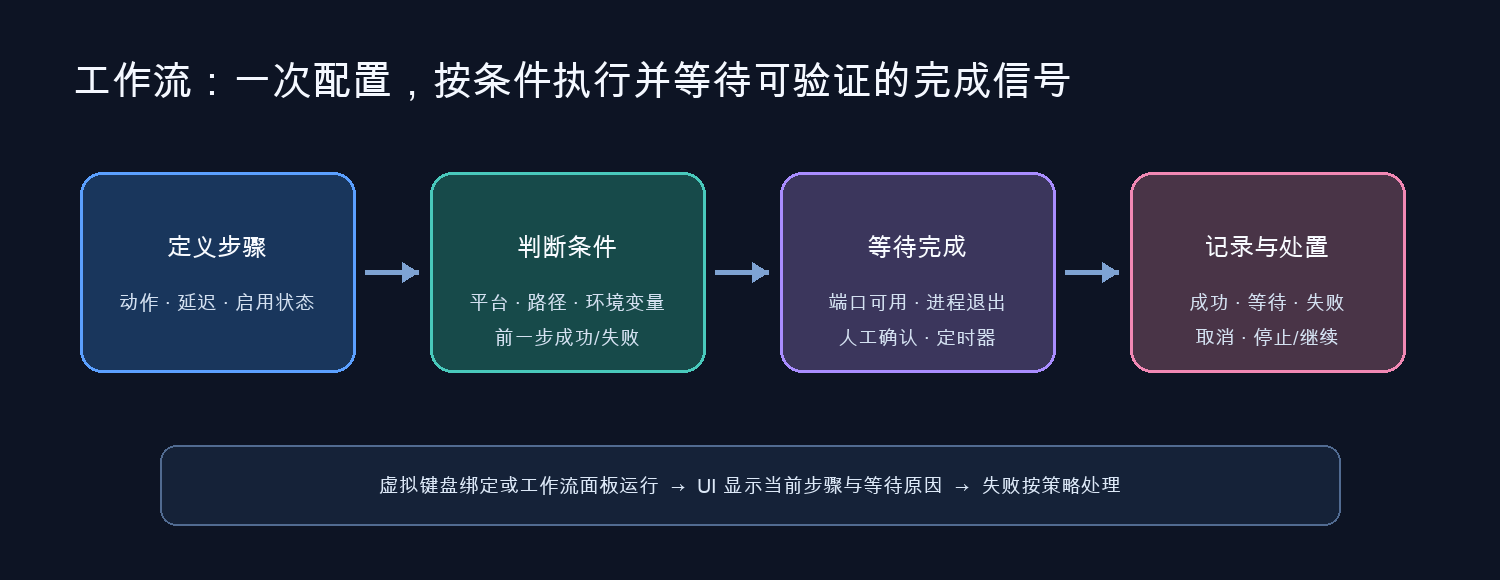 工作流：一次配置，按条件执行并等待可验证的完成信号
定义步骤
动作 · 延迟 · 启用状态
判断条件
平台 · 路径 · 环境变量
前一步成功/失败
等待完成
端口可用 · 进程退出
人工确认 · 定时器
记录与处置
成功 · 等待 · 失败
取消 · 停止/继续
虚拟键盘绑定或工作流面板运行 → UI 显示当前步骤与等待原因 → 失败按策略处理